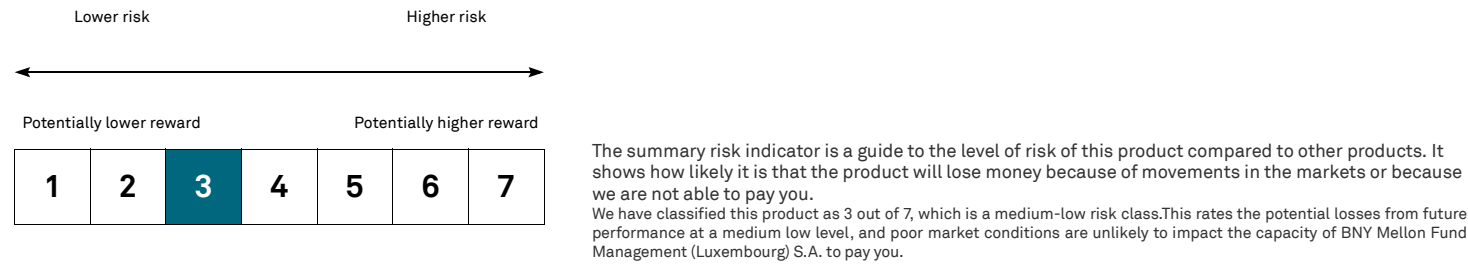 Lower risk Higher risk
Potentially lower reward Potentially higher reward
1 2 3 4 5 6 7
The summary risk indicator is a guide to the level of risk of this product compared to other products. It
shows how likely it is that the product will lose money because of movements in the markets or because
we are not able to pay you.
We have classified this product as 3 out of 7, which is a medium-low risk class.This rates the potential losses from future
performance at a medium low level, and poor market conditions are unlikely to impact the capacity of BNY Mellon Fund
Management (Luxembourg) S.A. to pay you.